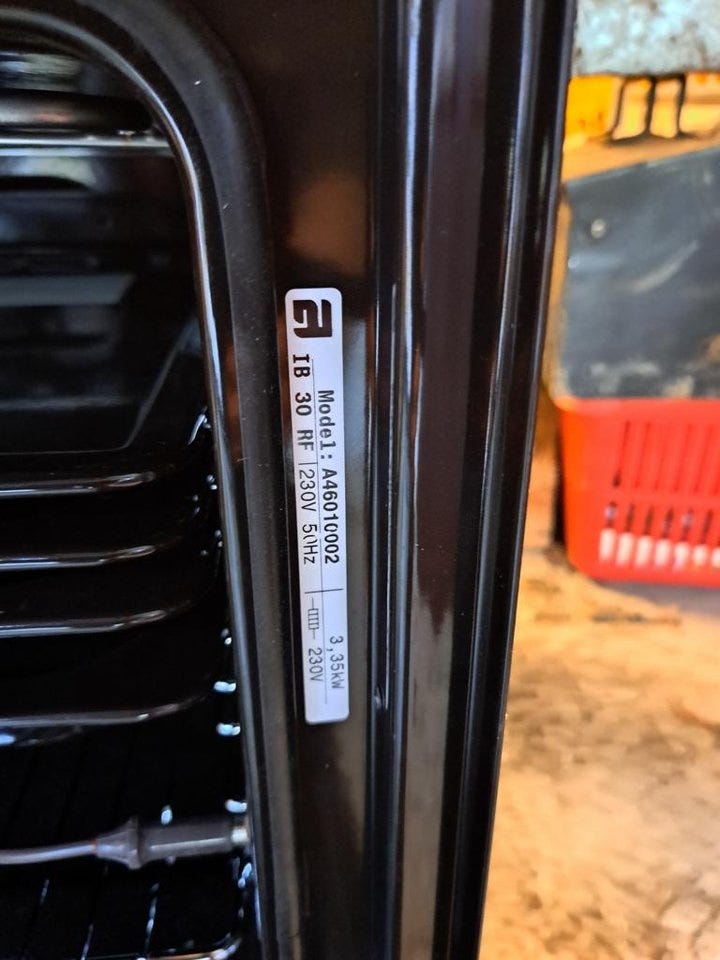 Model: A46010002 3,35kW
IB 30 RF 230V 50Hz 230V